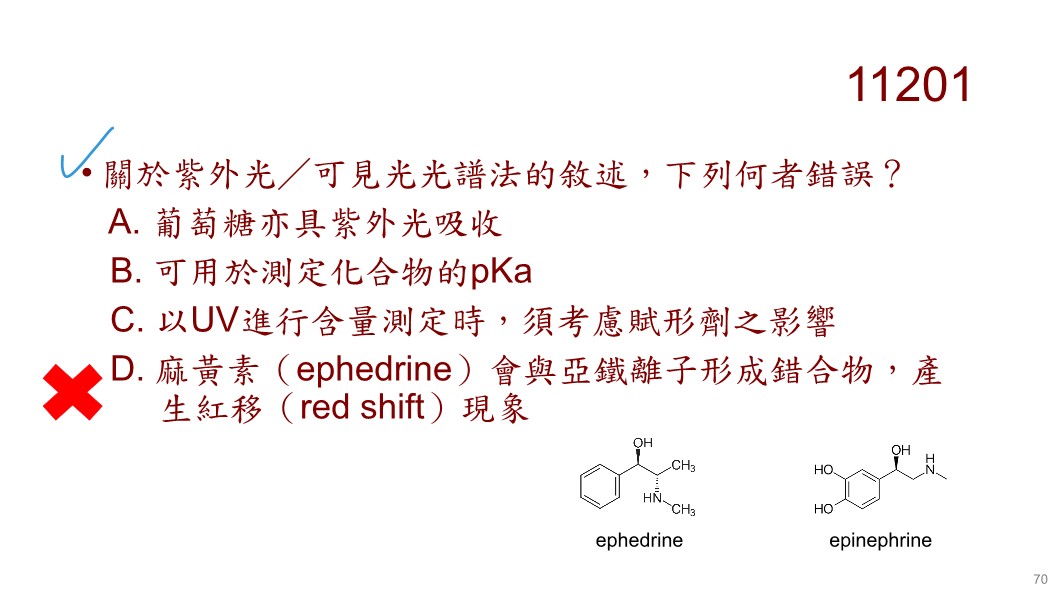 11201
• 關於紫外光／可見光光譜法的敘述，下列何者錯誤？
A. 葡萄糖亦具紫外光吸收
B. 可用於測定化合物的pKa
C. 以UV進行含量測定時，須考慮賦形劑之影響
D. 麻黃素（ephedrine）會與亞鐵離子形成錯合物，產
生紅移（red shift）現象
OH
CH3
HN
CH3
ephedrine
OH
H
N
HO
HO
epinephrine
70